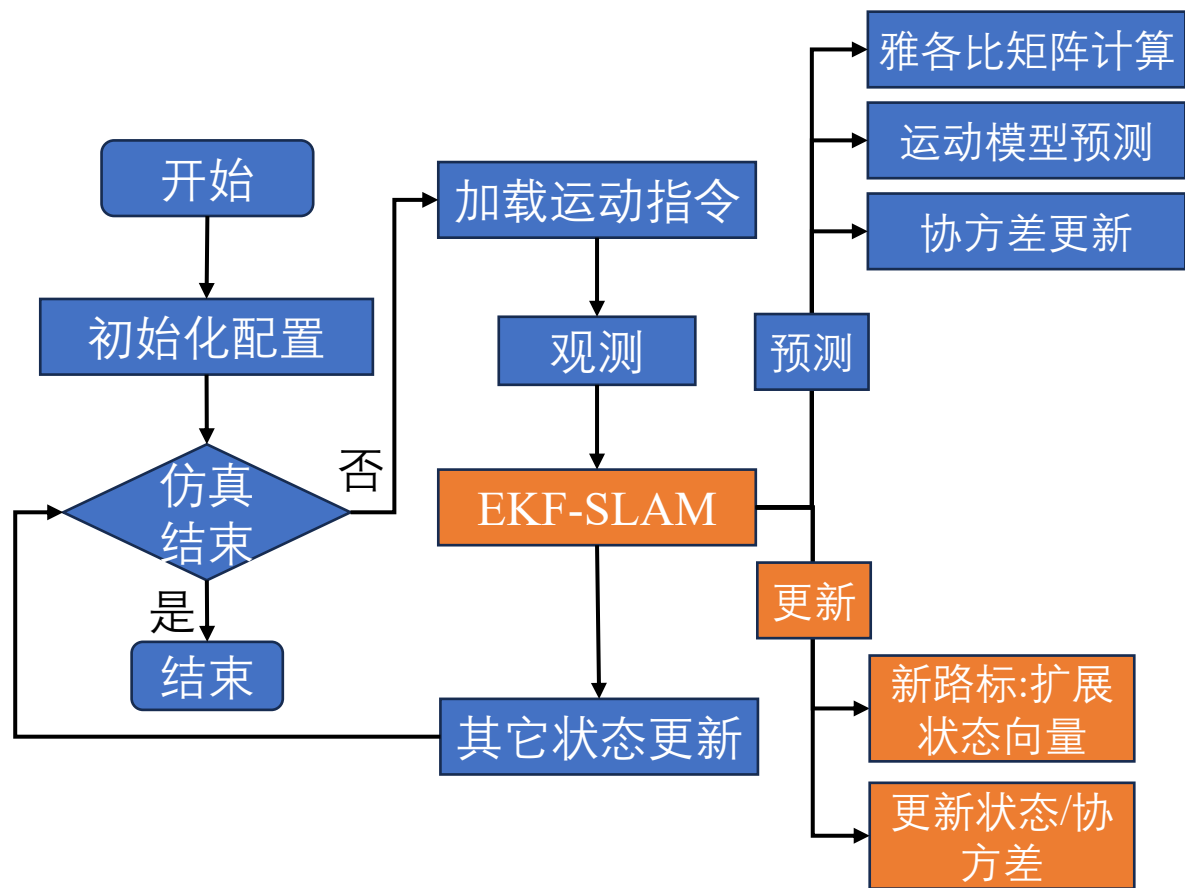 开始
初始化配置
仿真
结束
是
结束
否
加载运动指令
观测
EKF-SLAM
其它状态更新
预测
雅各比矩阵计算
运动模型预测
协方差更新
更新
新路标:扩展
状态向量
更新状态/协
方差